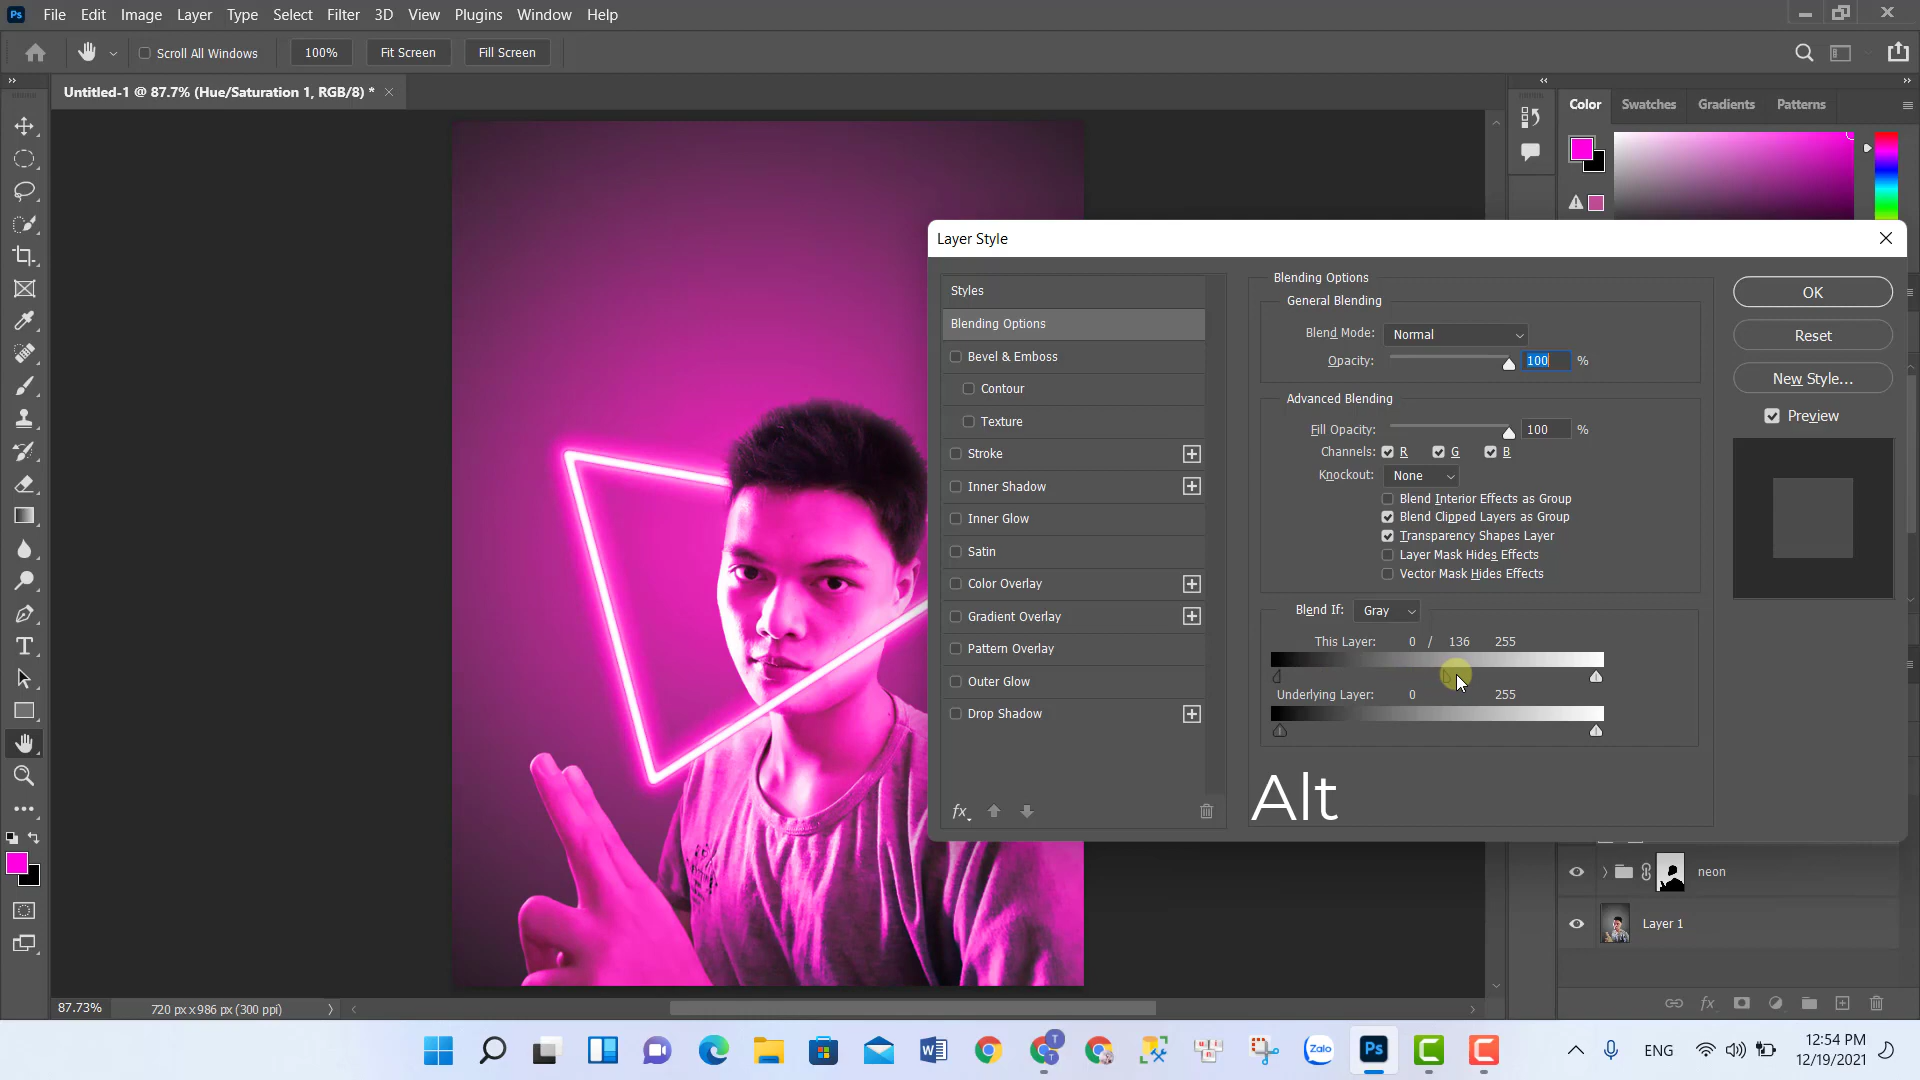 Ps File Edit Image Layer Type Select Filter 3D View Plugins Window Help
Scroll All Windows 100% Fit Screen Fill Screen
Untitled-1 @ 87.7% (Hue/Saturation 1, RGB/8) *
Color Swatches Gradients Patterns
Layer Style
Styles
Blending Options
Bevel & Emboss
Contour
Texture
Stroke
Inner Shadow
Inner Glow
Satin
Color Overlay
Gradient Overlay
Pattern Overlay
Outer Glow
Drop Shadow
fx
Blending Options
General Blending
Blend Mode: Normal
Opacity: 100 %
Advanced Blending
Fill Opacity: 100 %
Channels: R G B
Knockout: None
Blend Interior Effects as Group
Blend Clipped Layers as Group
Transparency Shapes Layer
Layer Mask Hides Effects
Vector Mask Hides Effects
Blend If: Gray
This Layer: 0 / 136 255
Underlying Layer: 0 255
Alt
OK
Reset
New Style...
Preview
neon
Layer 1
fx
87.73% 720 px x 986 px (300 ppi)
T
T
Zalo
Ps
ENG
12:54 PM
12/19/2021